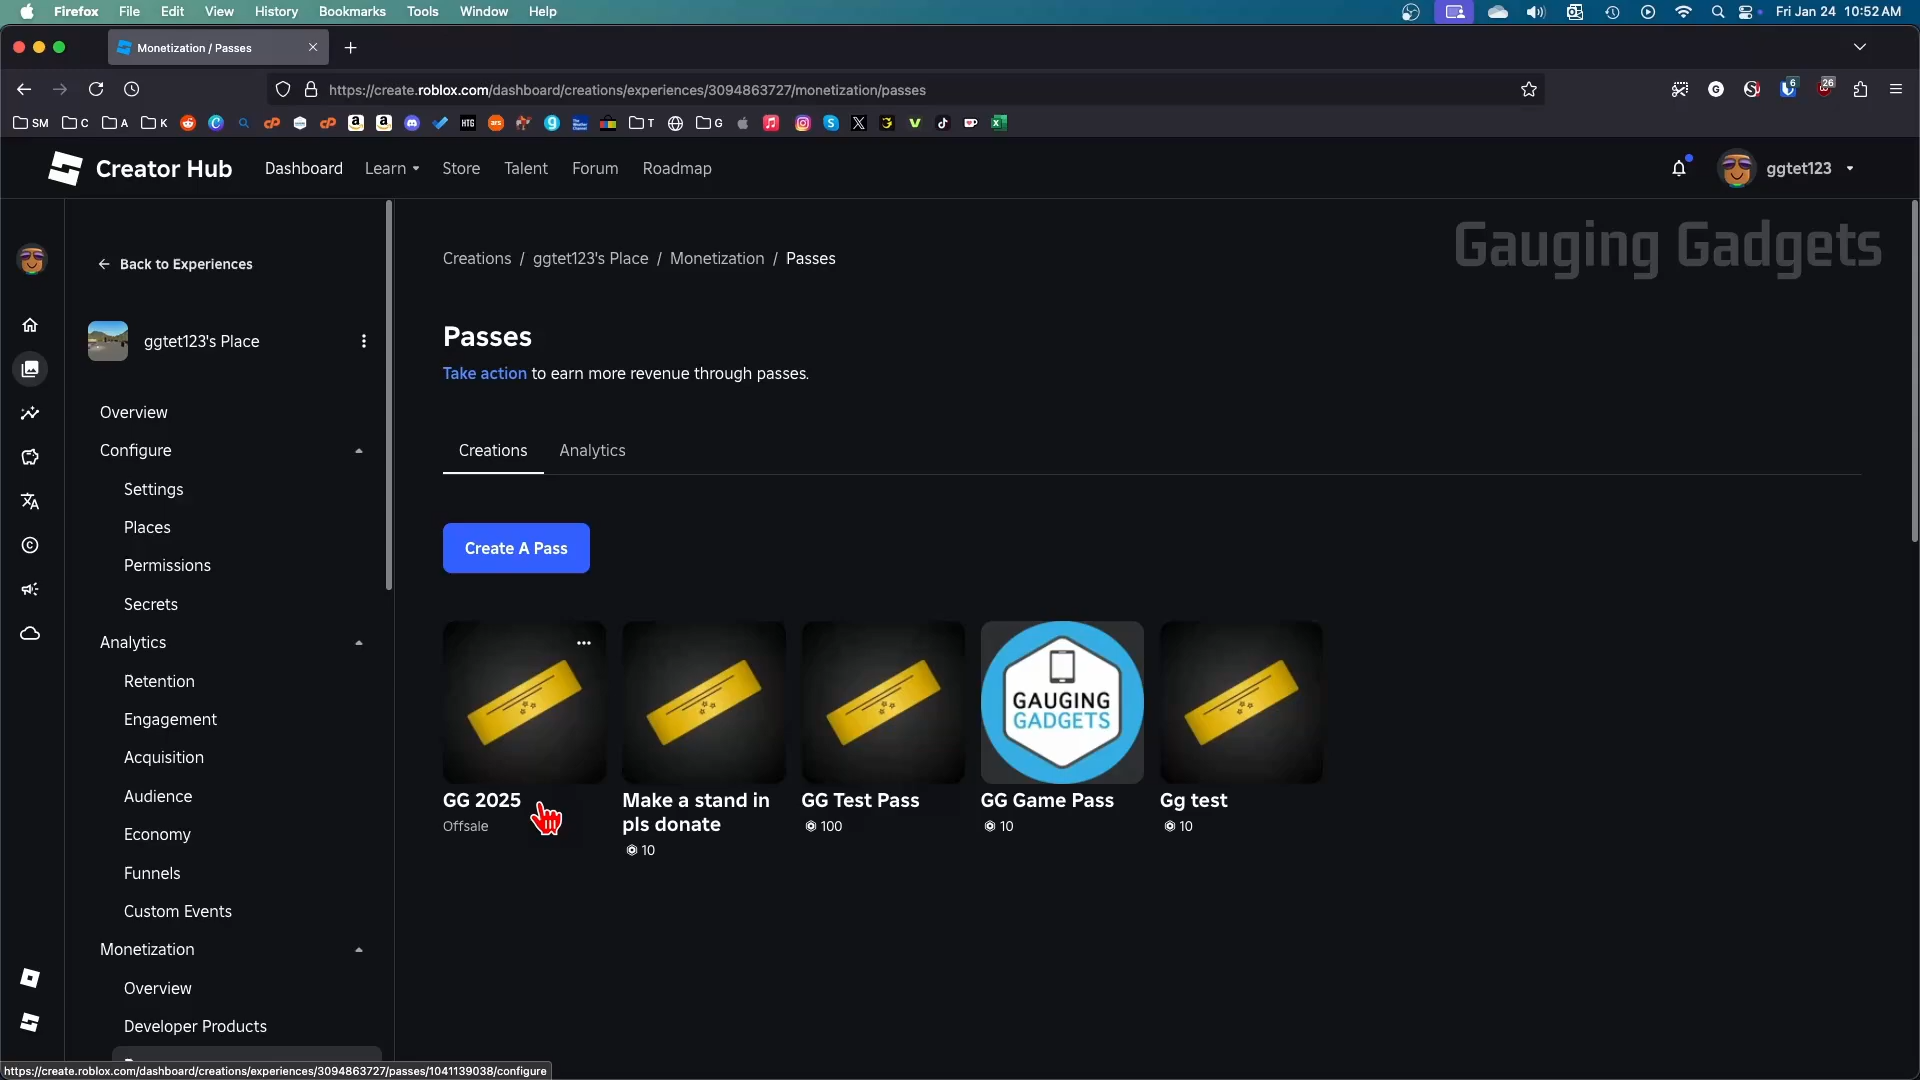 Firefox File Edit View History Bookmarks Tools Window Help Fri Jan 24 10:52 AM
Monetization / Passes
https://create.roblox.com/dashboard/creations/experiences/3094863727/monetization/passes
6
26
SM C A K T G
Creator Hub Dashboard Learn Store Talent Forum Roadmap ggtet123
Gauging Gadgets
Back to Experiences
ggtet123's Place
Overview
Configure
Settings
Places
Permissions
Secrets
Analytics
Retention
Engagement
Acquisition
Audience
Economy
Funnels
Custom Events
Monetization
Overview
Developer Products
Creations / ggtet123's Place / Monetization / Passes
Passes
Take action to earn more revenue through passes.
Creations Analytics
Create A Pass
GAUGING
GADGETS
GG 2025
Offsale
Make a stand in
pls donate
10
GG Test Pass
100
GG Game Pass
10
Gg test
10
https://create.roblox.com/dashboard/creations/experiences/3094863727/passes/1041139038/configure